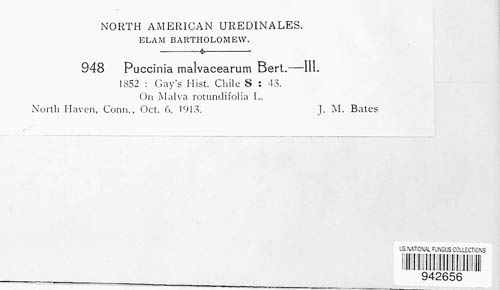 NORTH AMERICAN UREDINALES.
ELAM BARTHOLOMEW.
948 Puccinia malvacearum Bert.—III.
1852 : Gay's Hist. Chile 8 : 43.
On Malva rotundifolia L.
North Haven, Conn., Oct. 6, 1913. J. M. Bates
US NATIONAL FUNGUS COLLECTIONS
942656